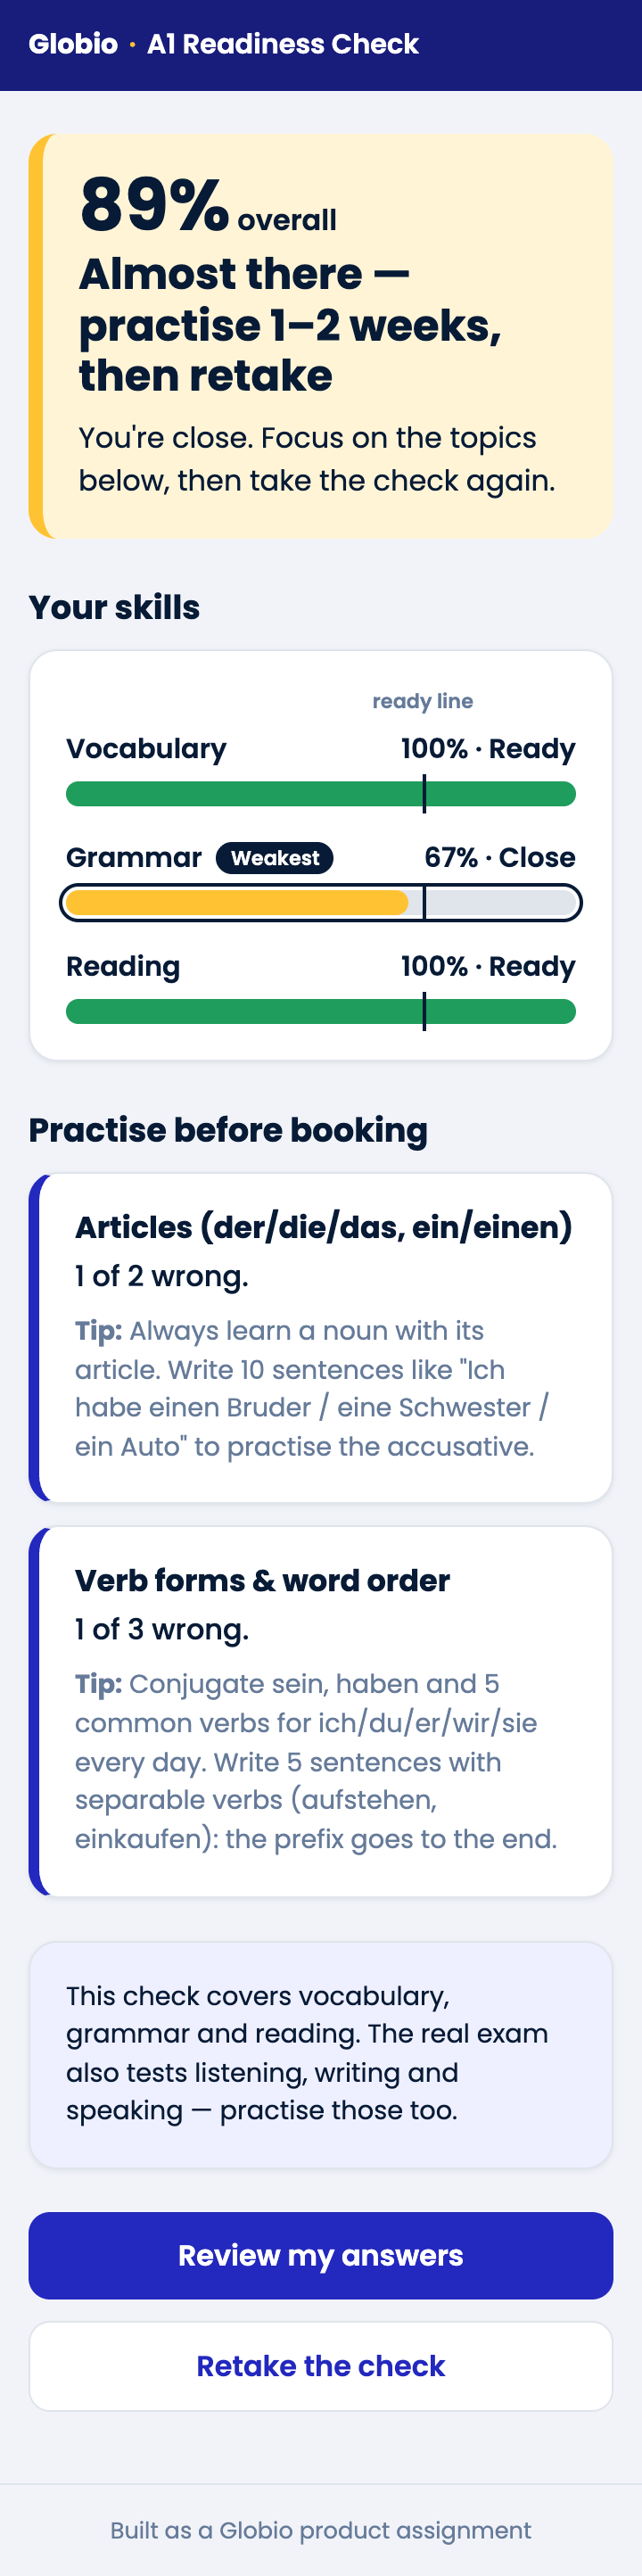 Globio · A1 Readiness Check
89% overall
Almost there —
practise 1–2 weeks,
then retake
You're close. Focus on the topics
below, then take the check again.
Your skills
ready line
Vocabulary 100% · Ready
Grammar Weakest 67% · Close
Reading 100% · Ready
Practise before booking
Articles (der/die/das, ein/einen)
1 of 2 wrong.
Tip: Always learn a noun with its
article. Write 10 sentences like "Ich
habe einen Bruder / eine Schwester /
ein Auto" to practise the accusative.
Verb forms & word order
1 of 3 wrong.
Tip: Conjugate sein, haben and 5
common verbs for ich/du/er/wir/sie
every day. Write 5 sentences with
separable verbs (aufstehen,
einkaufen): the prefix goes to the end.
This check covers vocabulary,
grammar and reading. The real exam
also tests listening, writing and
speaking — practise those too.
Review my answers
Retake the check
Built as a Globio product assignment